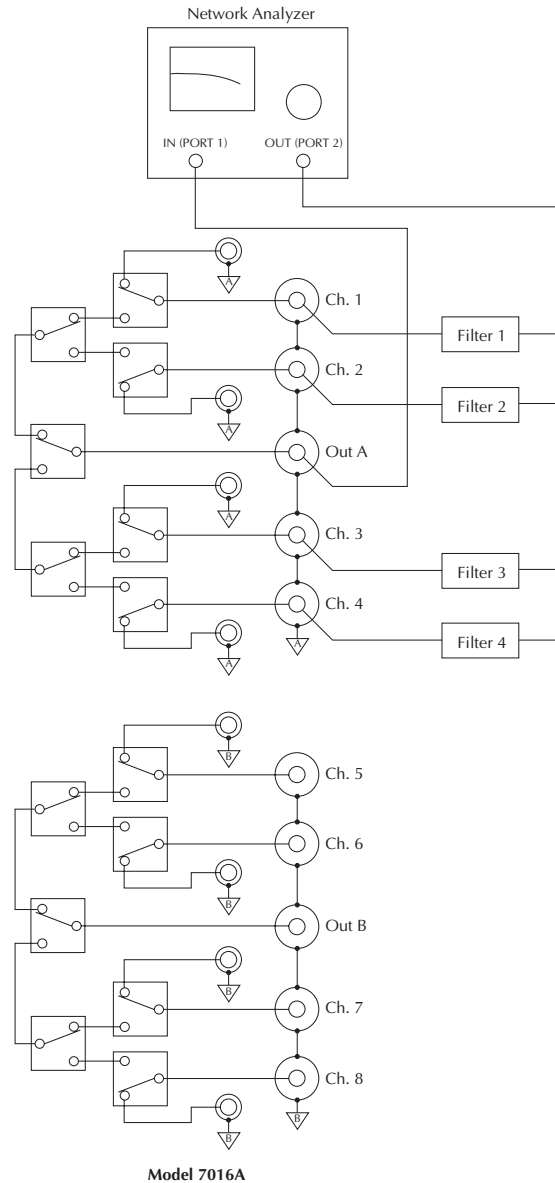 Network Analyzer
IN (PORT 1) OUT (PORT 2)
A
Ch. 1
Filter 1
Ch. 2
Filter 2
A
Out A
A
Ch. 3
Filter 3
Ch. 4
Filter 4
A
A
B
Ch. 5
Ch. 6
B
Out B
B
Ch. 7
Ch. 8
B
B
Model 7016A